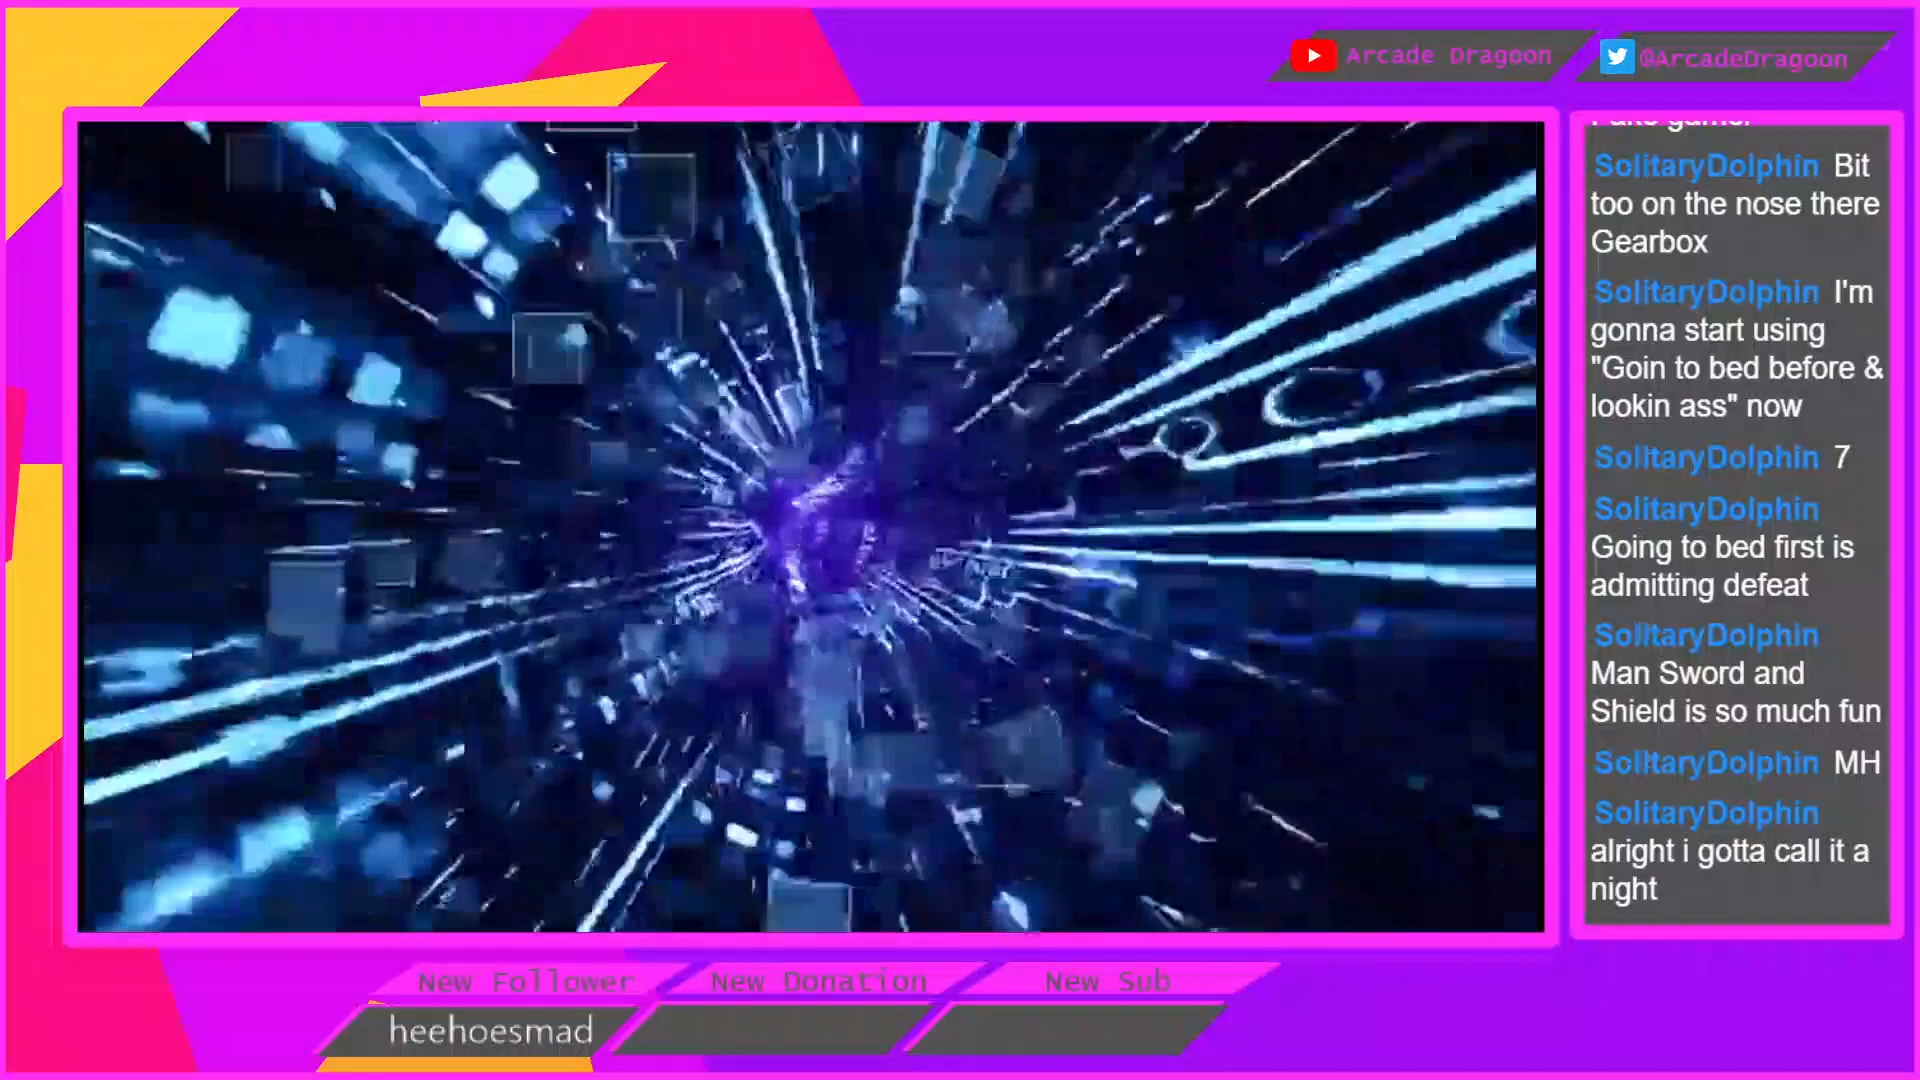 Arcade Dragoon
@ArcadeDragoon
SolitaryDolphin Bit
too on the nose there
Gearbox
SolitaryDolphin I'm
gonna start using
"Goin to bed before &
lookin ass" now
SolitaryDolphin 7
SolitaryDolphin
Going to bed first is
admitting defeat
SolitaryDolphin
Man Sword and
Shield is so much fun
SolitaryDolphin MH
SolitaryDolphin
alright i gotta call it a
night
New Follower
New Donation
New Sub
heehoesmad